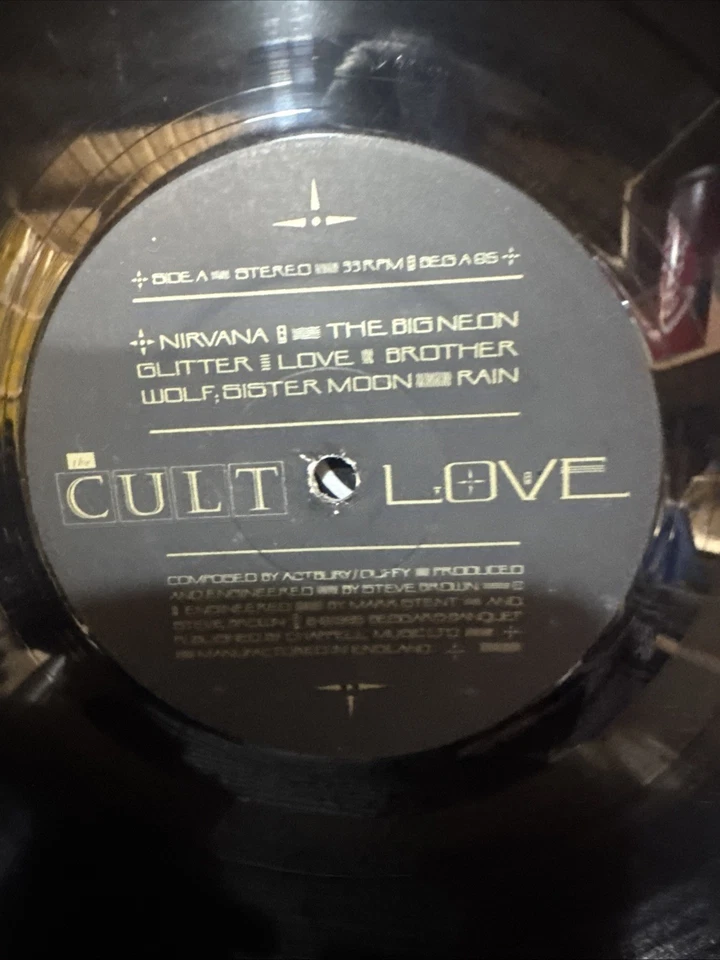 SIDE A STEREO 33 RPM BEGA 65
NIRVANA THE BIG NEON
GLITTER LOVE BROTHER
WOLF; SISTER MOON RAIN
the
CULT LOVE
COMPOSED BY ASTBURY/DUFFY PRODUCED
AND ENGINEERED BY STEVE BROWN
ENGINEERED BY MARK STENT AND
STEVE BROWN 1985 BEGGARS BANQUET
PUBLISHED BY CHAPPELL MUSIC LTD
MANUFACTURED IN ENGLAND